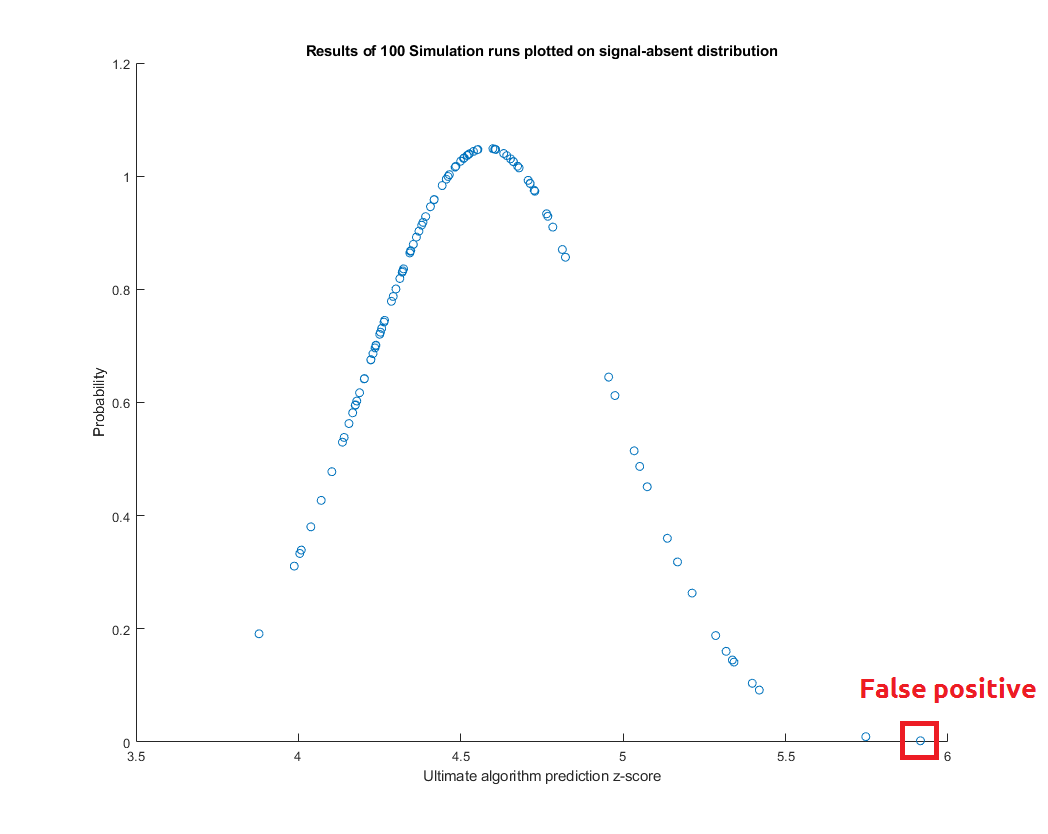 Results of 100 Simulation runs plotted on signal-absent distribution
1.2
1
0.8
0.6
0.4
0.2
0
Probability
False positive
3.5 4 4.5 5 5.5 6
Ultimate algorithm prediction z-score